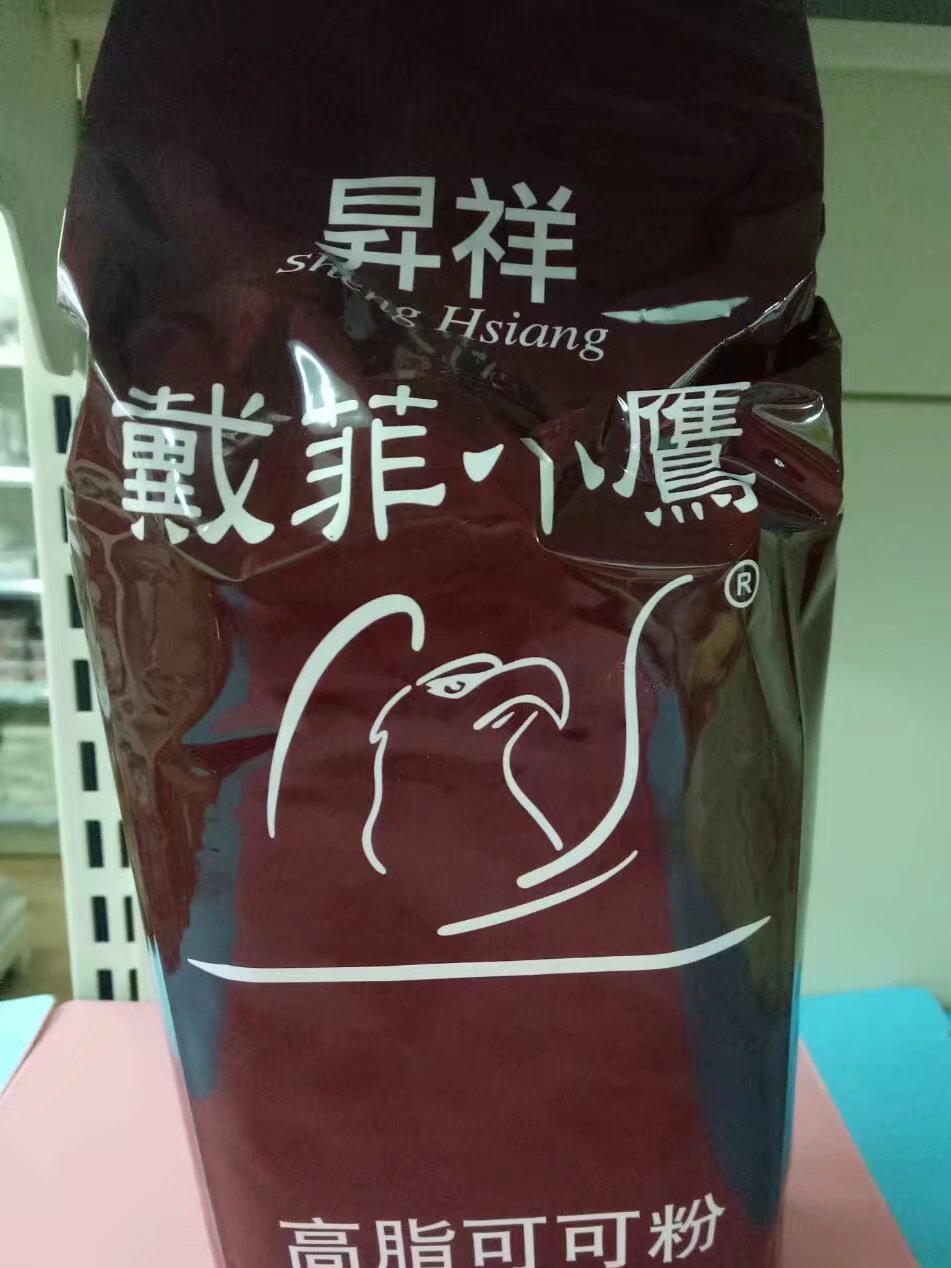 昇祥
Sheng Hsiang
戴菲·小鷹
®
高脂可可粉